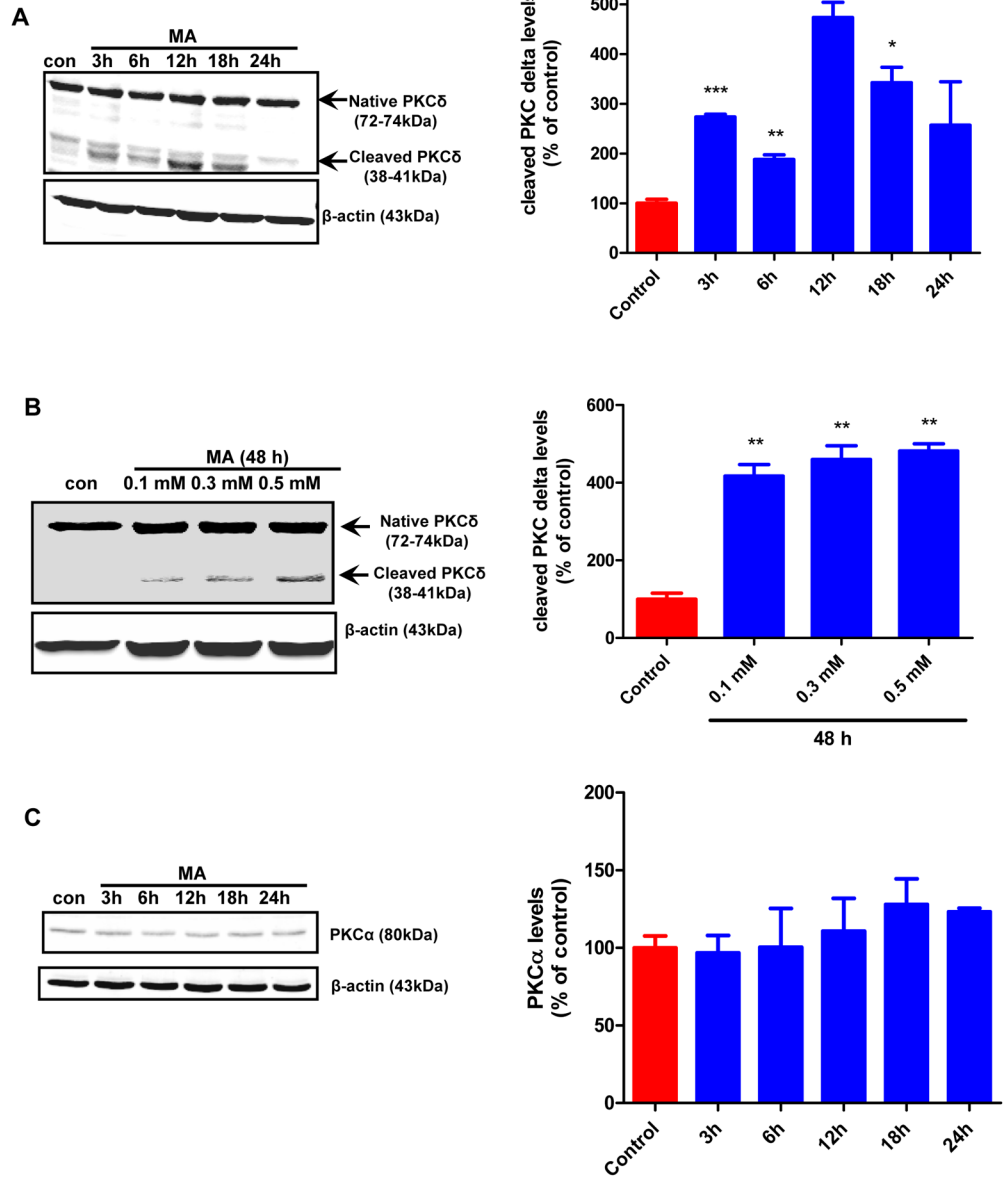 A
MA
con 3h 6h 12h 18h 24h
Native PKCδ
(72-74kDa)
Cleaved PKCδ
(38-41kDa)
β-actin (43kDa)
cleaved PKC delta levels
(% of control)
500
400
300
200
100
0
***
**
*
Control 3h 6h 12h 18h 24h
B
MA (48 h)
con 0.1 mM 0.3 mM 0.5 mM
Native PKCδ
(72-74kDa)
Cleaved PKCδ
(38-41kDa)
β-actin (43kDa)
cleaved PKC delta levels
(% of control)
600
400
200
0
** ** **
Control 0.1 mM 0.3 mM 0.5 mM
48 h
C
MA
con 3h 6h 12h 18h 24h
PKCα (80kDa)
β-actin (43kDa)
PKCα levels
(% of control)
200
150
100
50
0
Control 3h 6h 12h 18h 24h